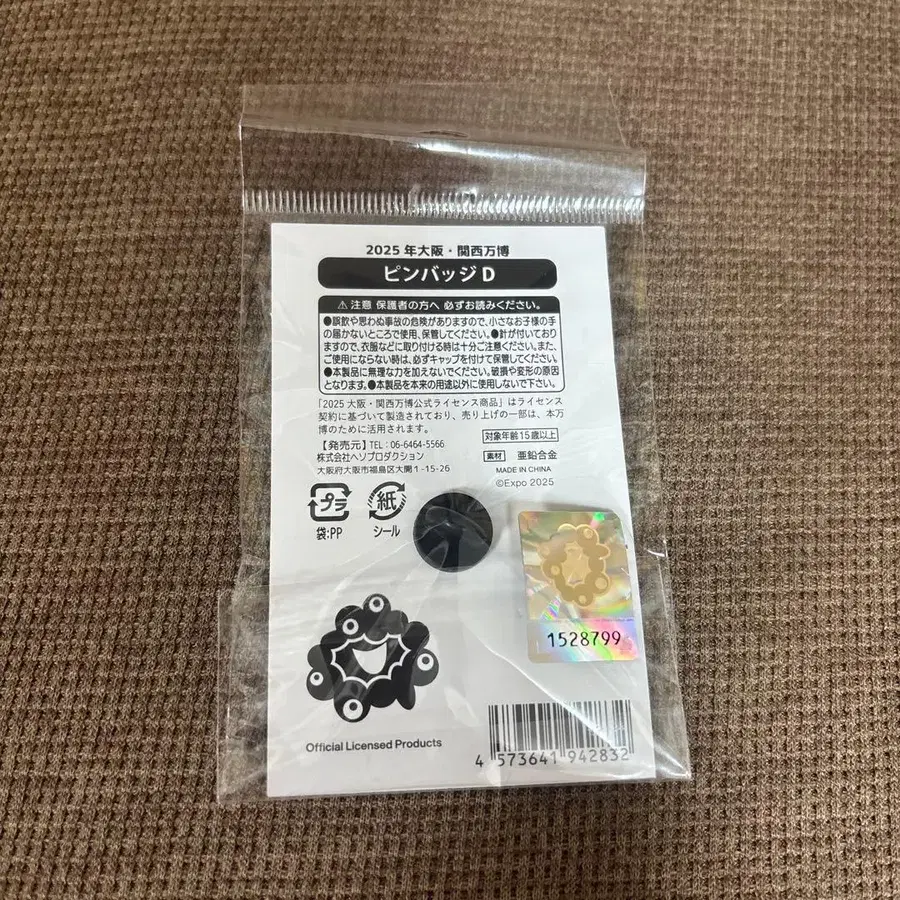 2025年大阪・関西万博
ピンバッジD
⚠注意 保護者の方へ 必ずお読みください。
●誤飲や思わぬ事故の危険がありますので、小さなお子様の手
の届かないところで使用、保管してください。●針が付いており
ますので、衣服などに取り付ける時は十分ご注意ください。また、
ご使用にならない時は、必ずキャップを付けて保管してください。
●本製品に無理な力を加えないでください。破損や変形の原因
となります。●本製品を本来の用途以外に使用しないで下さい。
「2025 大阪・関西万博公式ライセンス商品」はライセンス
契約に基づいて製造されており、売り上げの一部は、本万
博のために活用されます。
対象年齢15歳以上
【発売元】TEL：06-6464-5566
株式会社ヘソプロダクション
大阪府大阪市福島区大開1-15-26
素材 亜鉛合金
MADE IN CHINA
©Expo 2025
プラ
袋:PP
紙
シール
1528799
Official Licensed Products
4 573641 942832